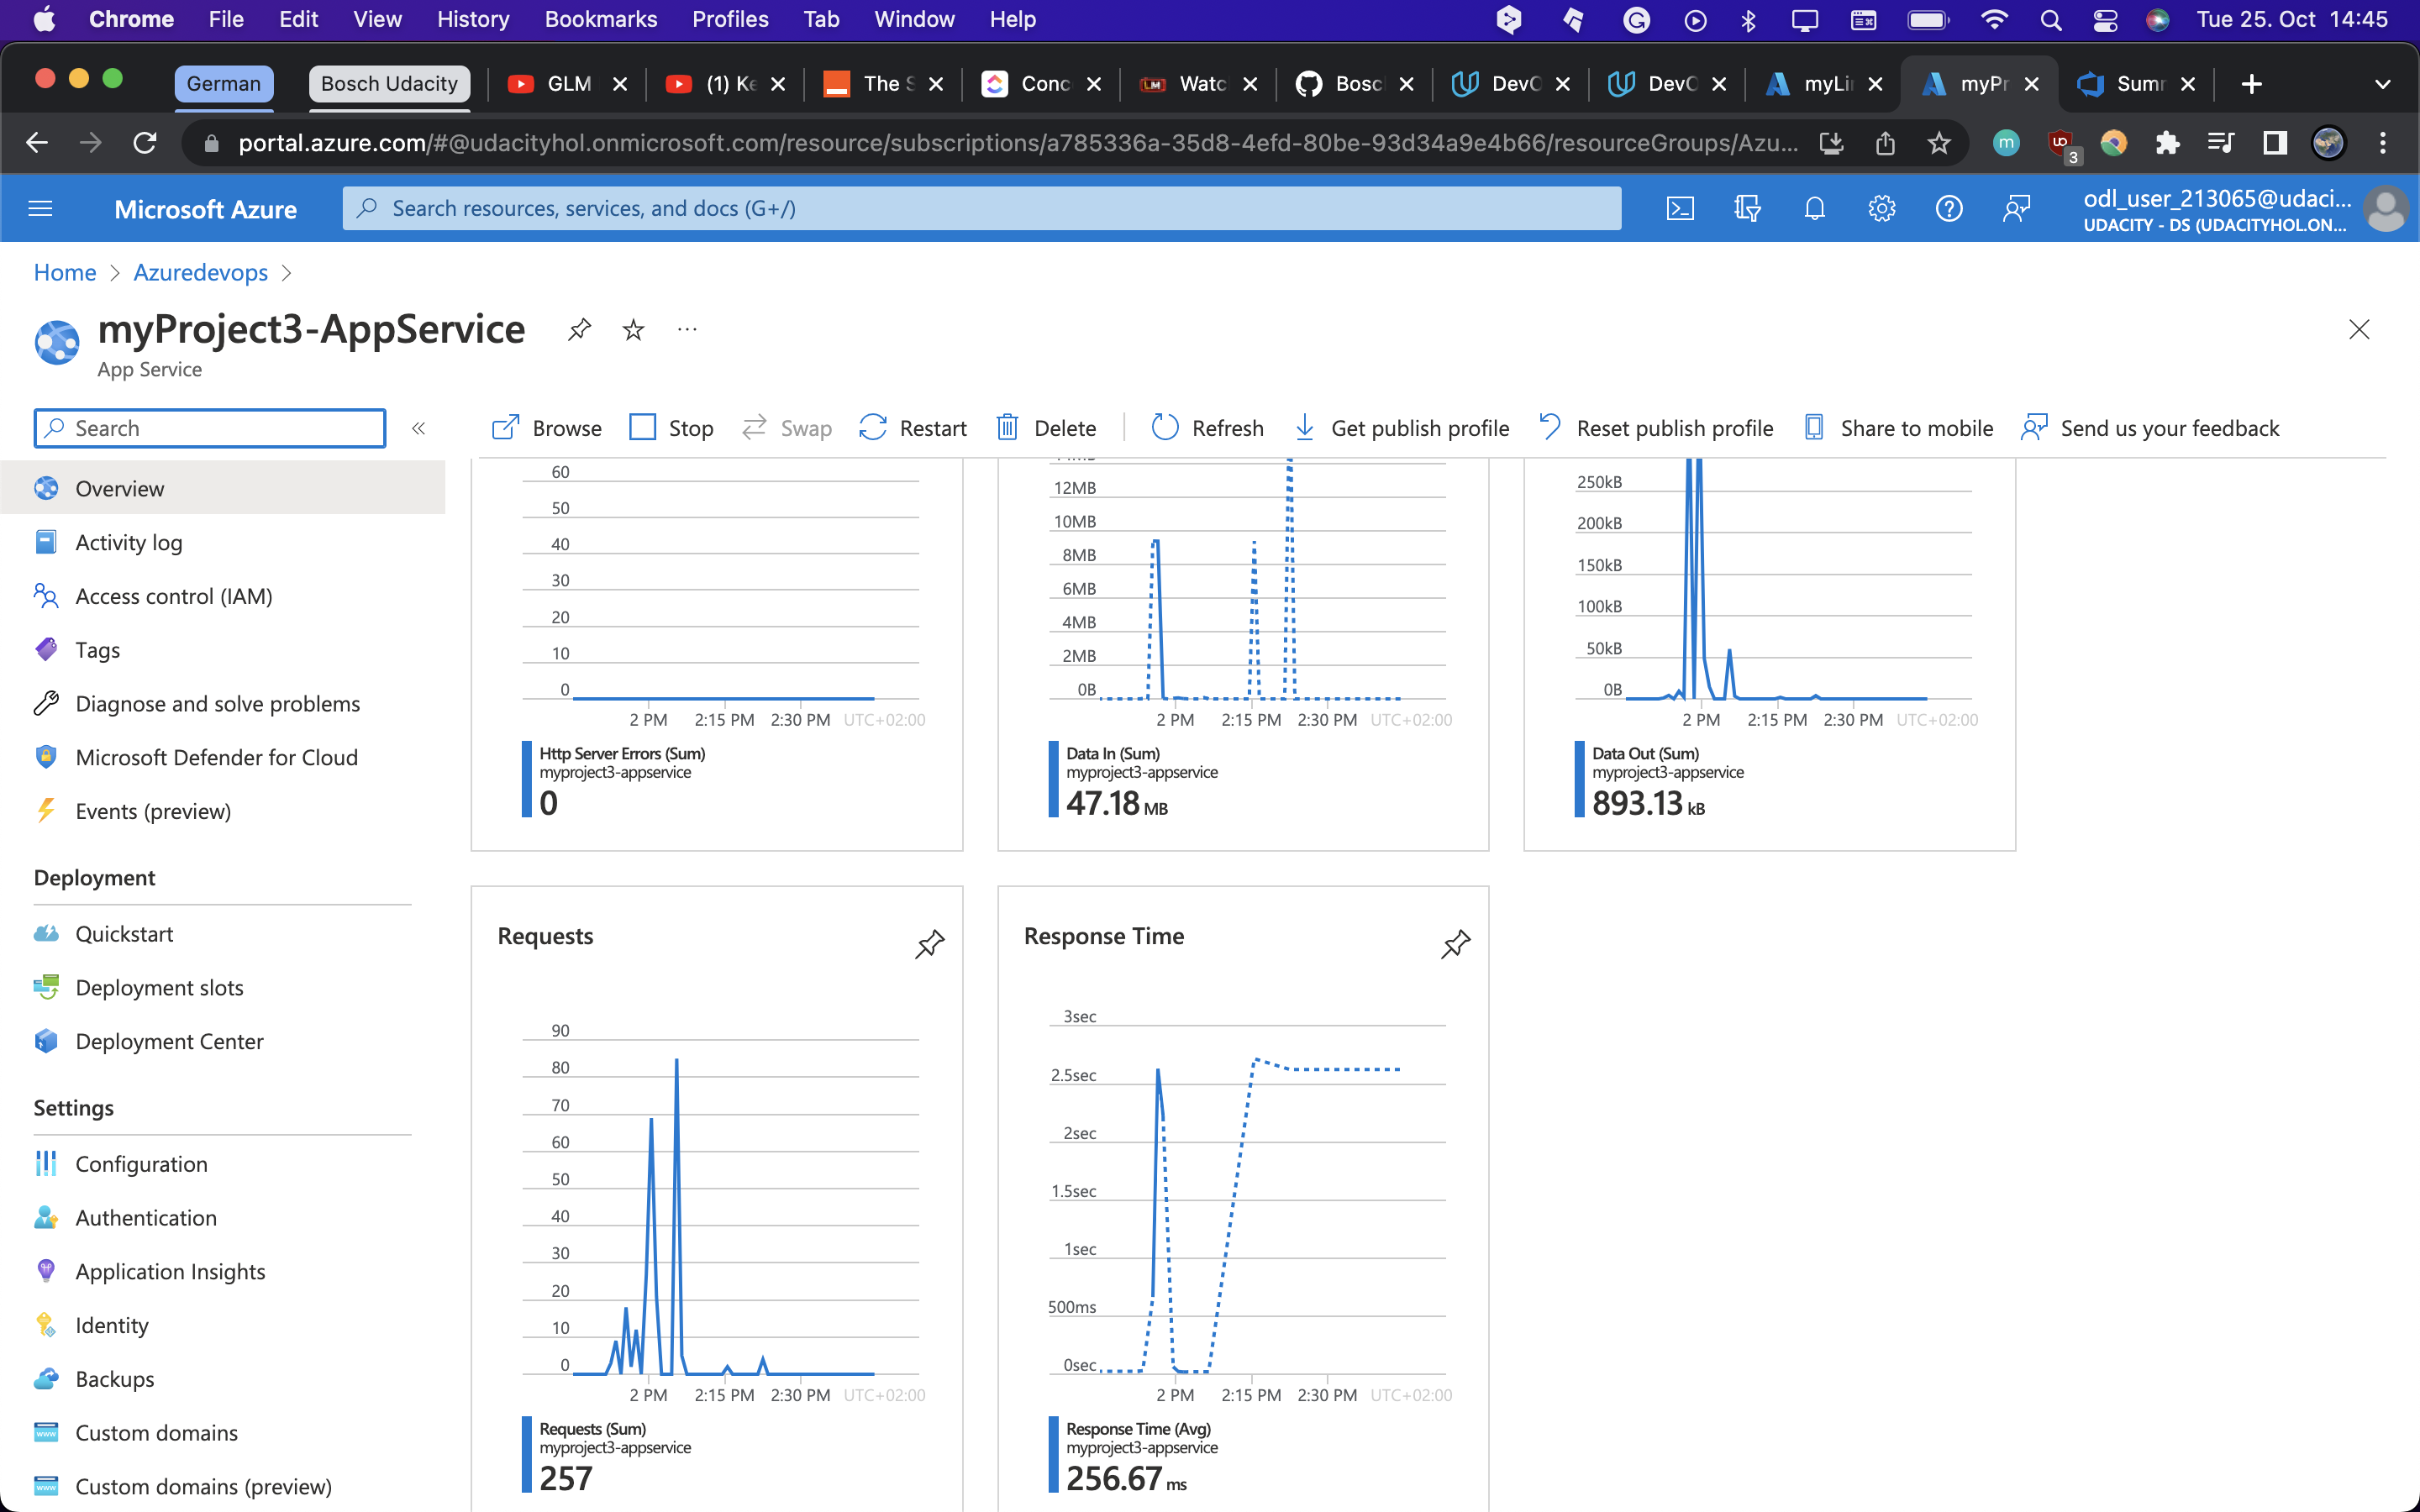 Chrome File Edit View History Bookmarks Profiles Tab Window Help Tue 25. Oct 14:45
German Bosch Udacity GLM (1) Ke The S Conc Watc Bosc DevO DevO myLi myPr Sumr
portal.azure.com/#@udacityhol.onmicrosoft.com/resource/subscriptions/a785336a-35d8-4efd-80be-93d34a9e4b66/resourceGroups/Azu... m 3
Microsoft Azure Search resources, services, and docs (G+/) odl_user_213065@udaci...
UDACITY - DS (UDACITYHOL.ON...
Home > Azuredevops >
myProject3-AppService
App Service
Search
Browse Stop Swap Restart Delete Refresh Get publish profile Reset publish profile Share to mobile Send us your feedback
Overview
Activity log
Access control (IAM)
Tags
Diagnose and solve problems
Microsoft Defender for Cloud
Events (preview)
Deployment
Quickstart
Deployment slots
Deployment Center
Settings
Configuration
Authentication
Application Insights
Identity
Backups
Custom domains
Custom domains (preview)
60
50
40
30
20
10
0
2 PM 2:15 PM 2:30 PM UTC+02:00
Http Server Errors (Sum)
myproject3-appservice
0
12MB
10MB
8MB
6MB
4MB
2MB
0B
2 PM 2:15 PM 2:30 PM UTC+02:00
Data In (Sum)
myproject3-appservice
47.18 MB
250kB
200kB
150kB
100kB
50kB
0B
2 PM 2:15 PM 2:30 PM UTC+02:00
Data Out (Sum)
myproject3-appservice
893.13 kB
Requests
90
80
70
60
50
40
30
20
10
0
2 PM 2:15 PM 2:30 PM UTC+02:00
Requests (Sum)
myproject3-appservice
257
Response Time
3sec
2.5sec
2sec
1.5sec
1sec
500ms
0sec
2 PM 2:15 PM 2:30 PM UTC+02:00
Response Time (Avg)
myproject3-appservice
256.67 ms